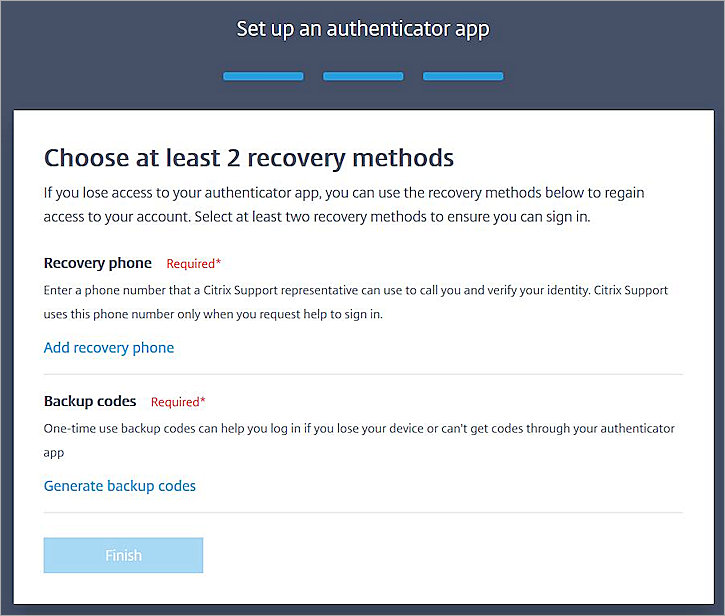 Set up an authenticator app
Choose at least 2 recovery methods
If you lose access to your authenticator app, you can use the recovery methods below to regain
access to your account. Select at least two recovery methods to ensure you can sign in.
Recovery phone Required*
Enter a phone number that a Citrix Support representative can use to call you and verify your identity. Citrix Support
uses this phone number only when you request help to sign in.
Add recovery phone
Backup codes Required*
One-time use backup codes can help you log in if you lose your device or can't get codes through your authenticator
app
Generate backup codes
Finish